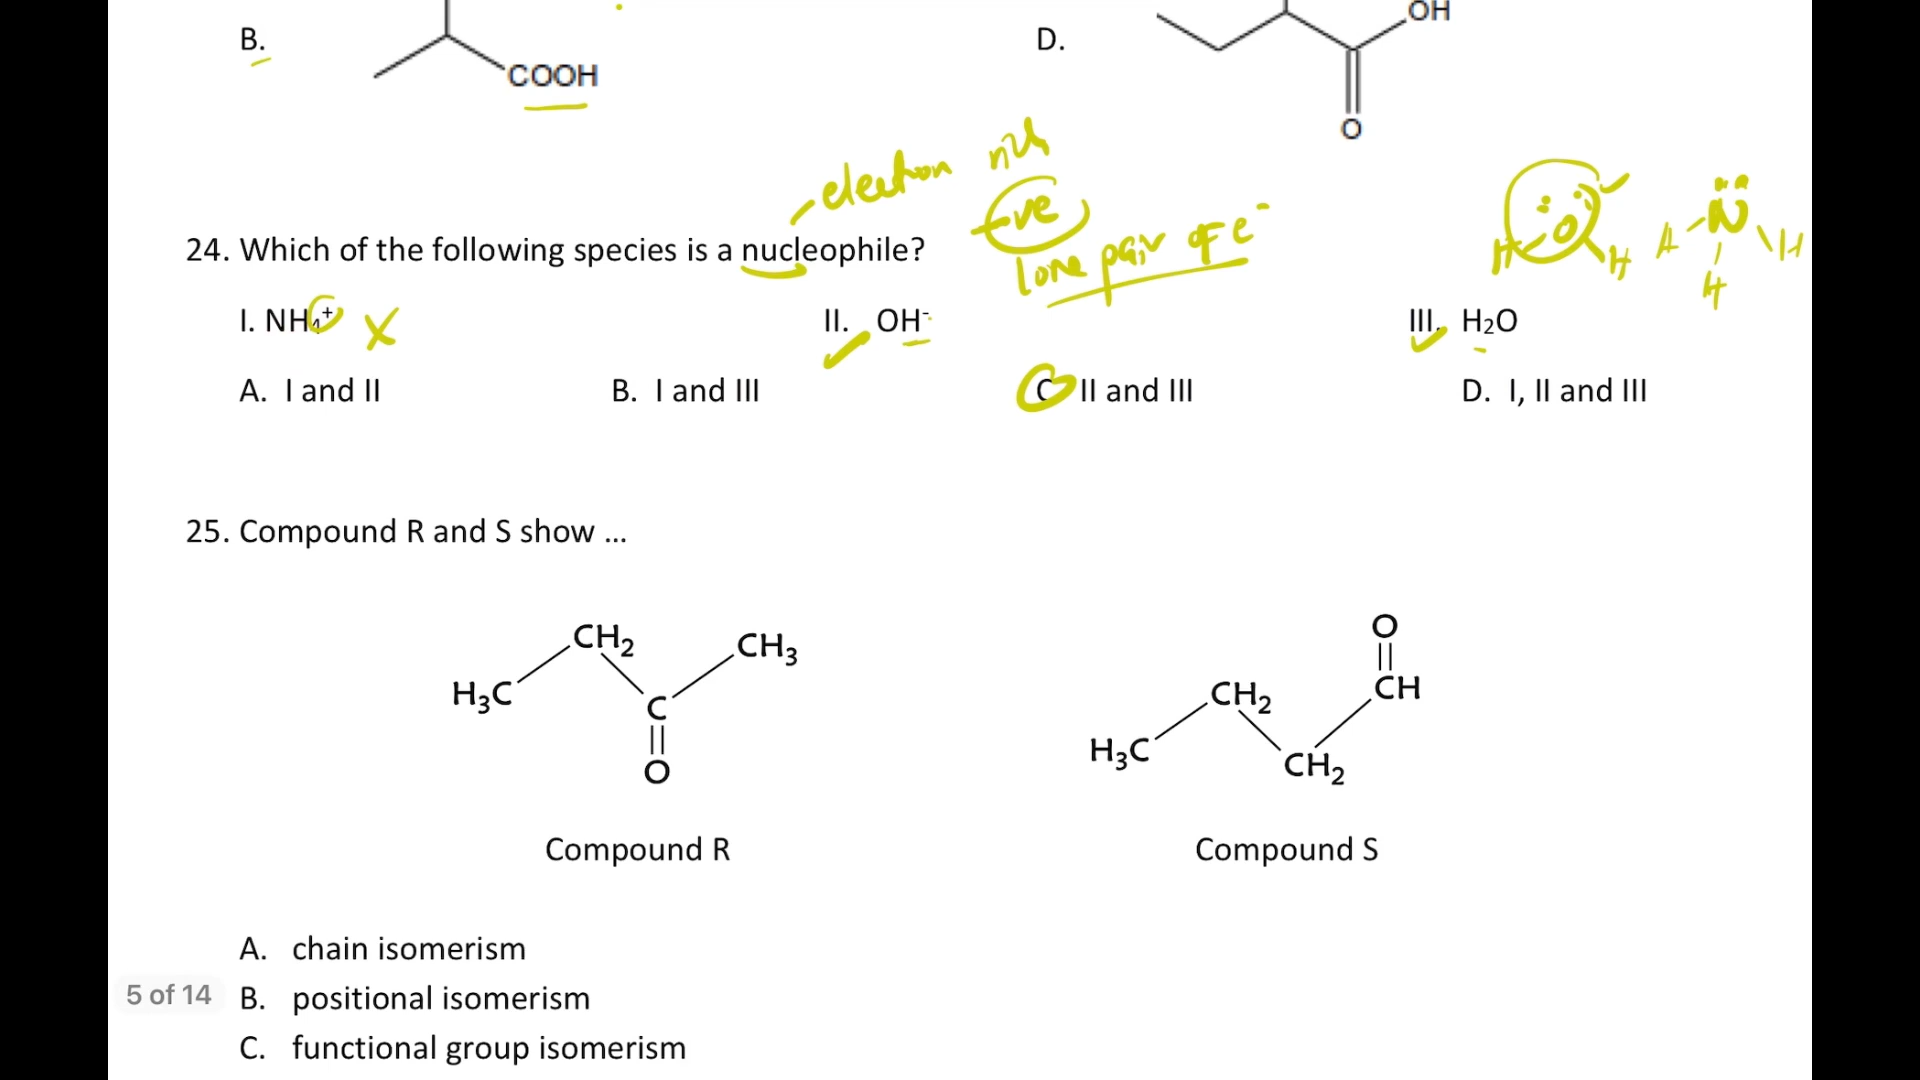 B.
COOH
D.
OH
O
electron rich
-ve
lone pair of e-
O
H
H
H
N
H
H
24. Which of the following species is a nucleophile?
I. NH4+
II. OH-
III. H2O
A. I and II
B. I and III
C II and III
D. I, II and III
25. Compound R and S show ...
CH2
CH3
H3C
C
O
O
CH
CH2
H3C
CH2
Compound R
Compound S
A. chain isomerism
5 of 14
B. positional isomerism
C. functional group isomerism